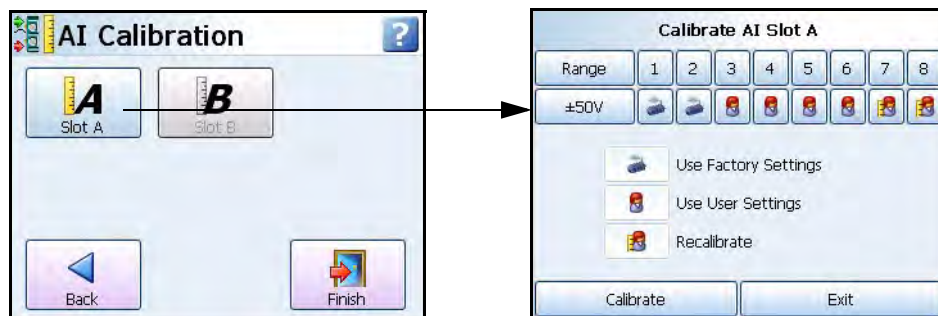 AI Calibration
?
A
Slot A
B
Slot B
Back
Finish
Calibrate AI Slot A
Range 1 2 3 4 5 6 7 8
±50V
Use Factory Settings
Use User Settings
Recalibrate
Calibrate
Exit